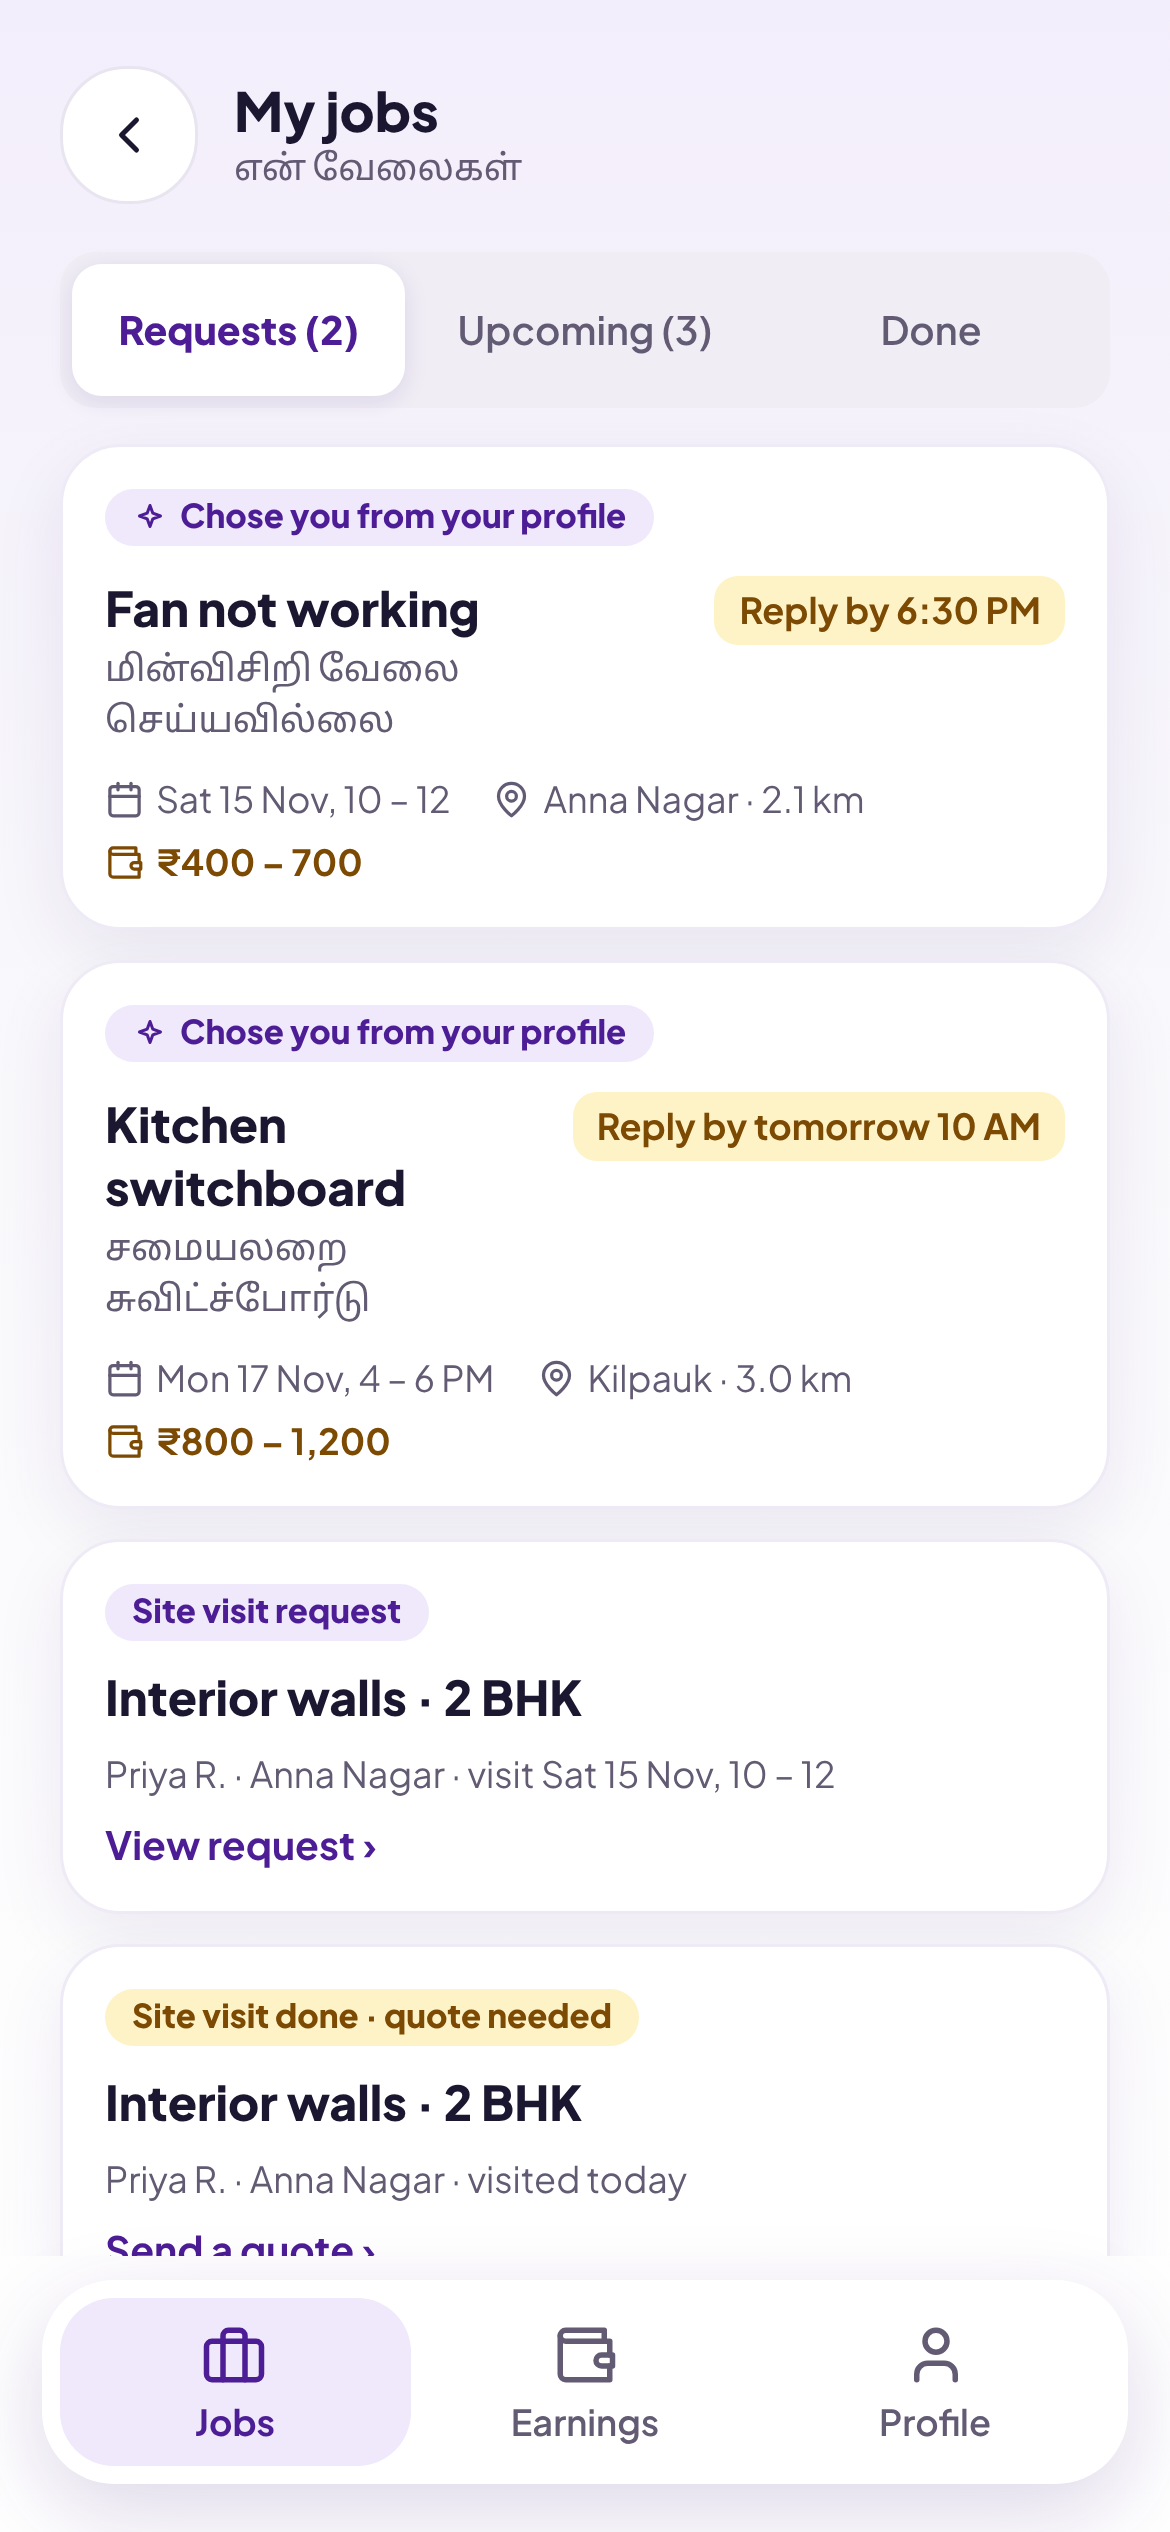 My jobs
என் வேலைகள்
Requests (2)
Upcoming (3)
Done
Chose you from your profile
Fan not working
Reply by 6:30 PM
மின்விசிறி வேலை
செய்யவில்லை
Sat 15 Nov, 10 – 12
Anna Nagar · 2.1 km
₹400 – 700
Chose you from your profile
Kitchen
switchboard
Reply by tomorrow 10 AM
சமையலறை
சுவிட்ச்போர்டு
Mon 17 Nov, 4 – 6 PM
Kilpauk · 3.0 km
₹800 – 1,200
Site visit request
Interior walls · 2 BHK
Priya R. · Anna Nagar · visit Sat 15 Nov, 10 – 12
View request ›
Site visit done · quote needed
Interior walls · 2 BHK
Priya R. · Anna Nagar · visited today
Send a quote ›
Jobs
Earnings
Profile